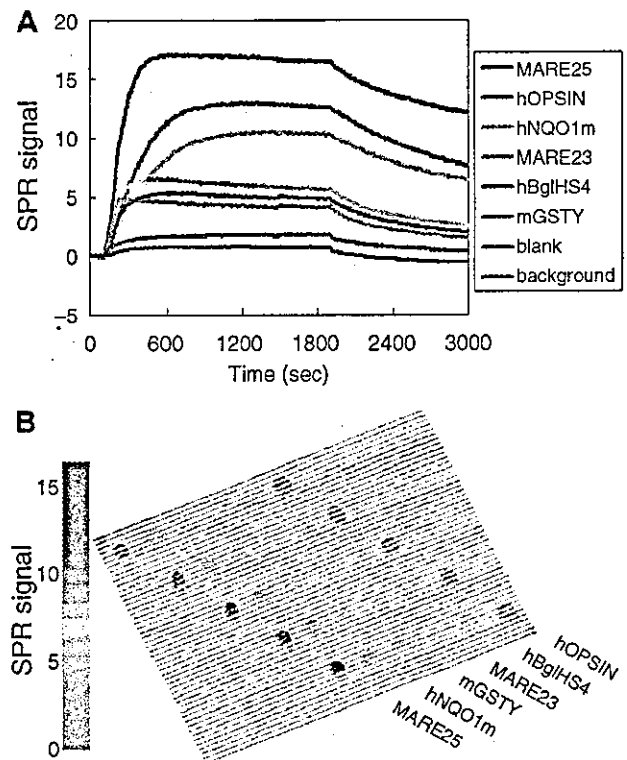 A
20
15
10
5
0
−5
SPR signal
0
600
1200
1800
2400
3000
Time (sec)
MARE25
hOPSIN
hNQO1m
MARE23
hBglHS4
mGSTY
blank
background
B
15
10
5
0
SPR signal
hOPSIN
hBglHS4
MARE23
mGSTY
hNQO1m
MARE25